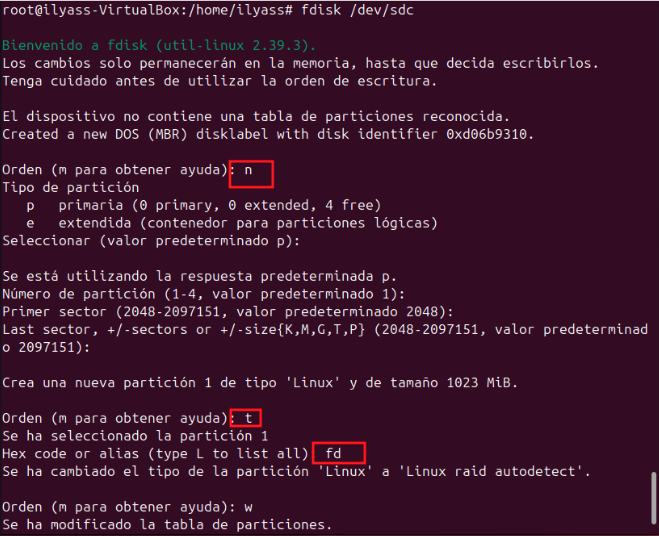 root@ilyass-VirtualBox:/home/ilyass# fdisk /dev/sdc
Bienvenido a fdisk (util-linux 2.39.3).
Los cambios solo permanecerán en la memoria, hasta que decida escribirlos.
Tenga cuidado antes de utilizar la orden de escritura.
El dispositivo no contiene una tabla de particiones reconocida.
Created a new DOS (MBR) disklabel with disk identifier 0xd06b9310.
Orden (m para obtener ayuda): n
Tipo de partición
p   primaria (0 primary, 0 extended, 4 free)
e   extendida (contenedor para particiones lógicas)
Seleccionar (valor predeterminado p):
Se está utilizando la respuesta predeterminada p.
Número de partición (1-4, valor predeterminado 1):
Primer sector (2048-2097151, valor predeterminado 2048):
Last sector, +/-sectors or +/-size{K,M,G,T,P} (2048-2097151, valor predeterminad
o 2097151):
Crea una nueva partición 1 de tipo 'Linux' y de tamaño 1023 MiB.
Orden (m para obtener ayuda): t
Se ha seleccionado la partición 1
Hex code or alias (type L to list all): fd
Se ha cambiado el tipo de la partición 'Linux' a 'Linux raid autodetect'.
Orden (m para obtener ayuda): w
Se ha modificado la tabla de particiones.